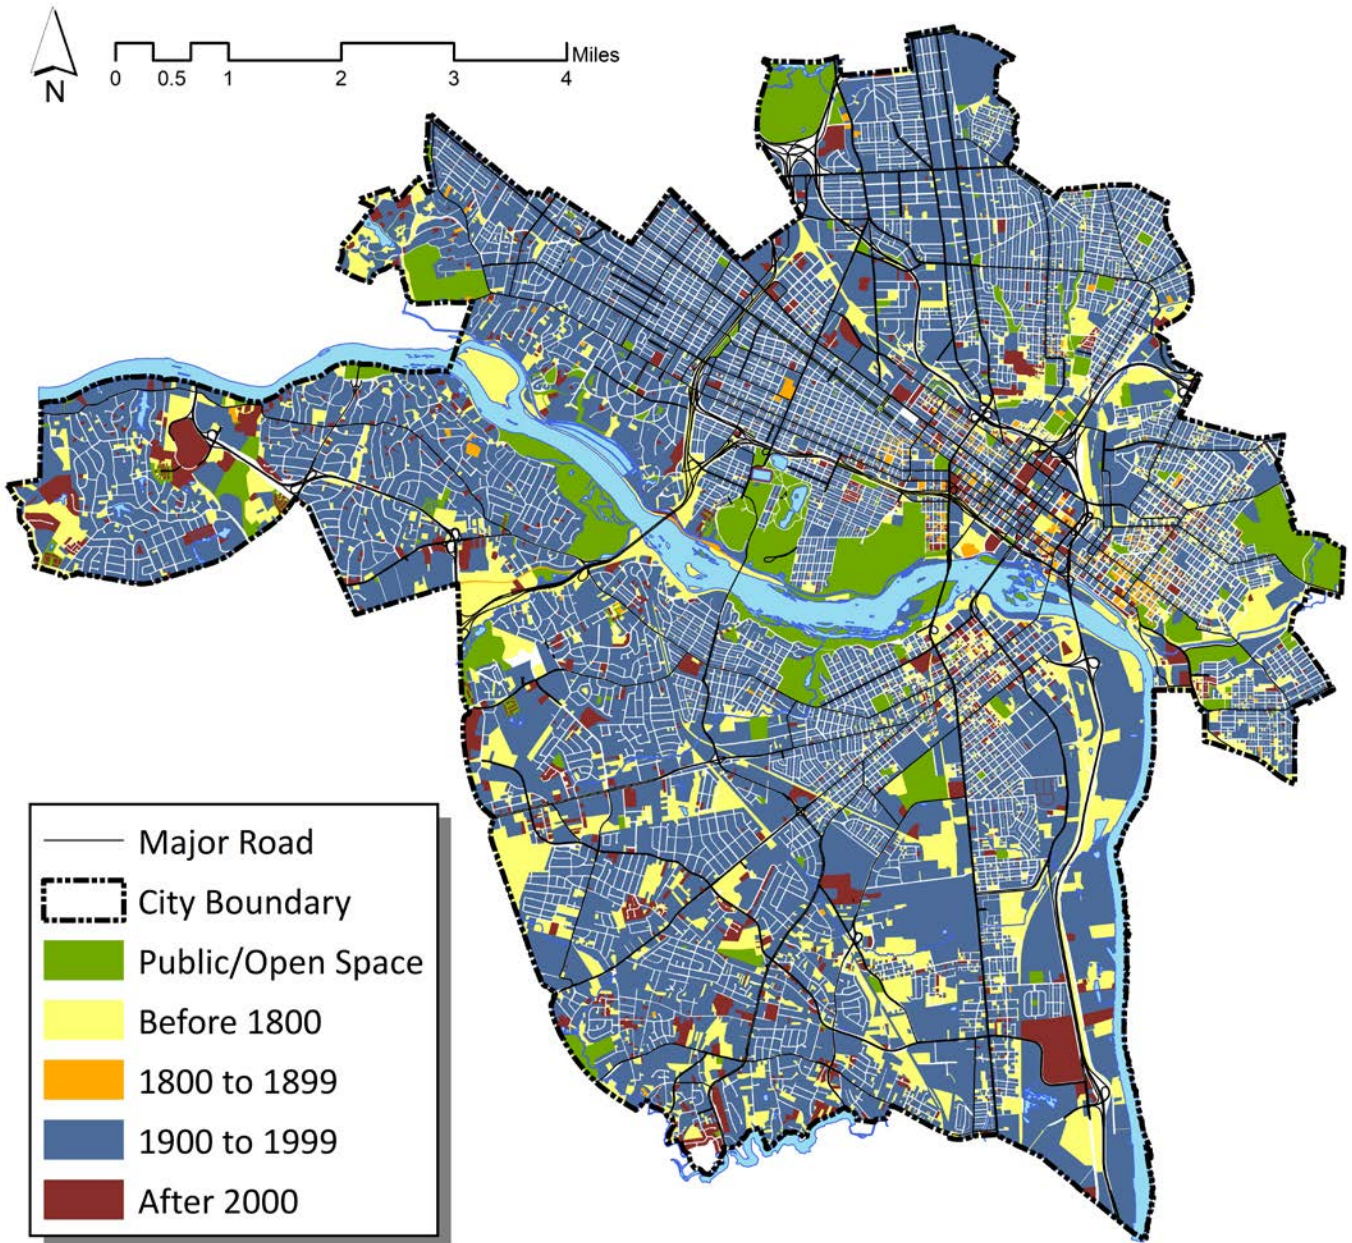 Miles
0 0.5 1 2 3 4
N
Major Road
City Boundary
Public/Open Space
Before 1800
1800 to 1899
1900 to 1999
After 2000